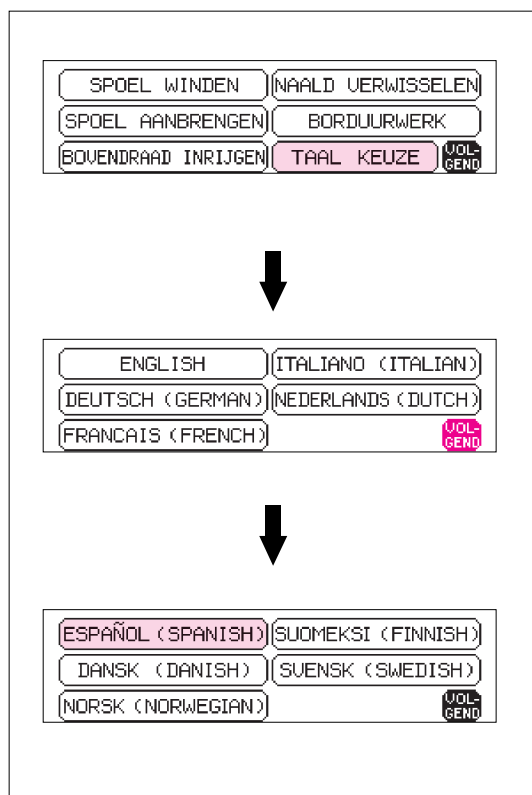 SPOEL WINDEN NAALD VERWISSELEN
SPOEL AANBRENGEN BORDUURWERK
BOVENDRAAD INRIJGEN TAAL KEUZE VOL-
GEND
ENGLISH ITALIANO (ITALIAN)
DEUTSCH (GERMAN) NEDERLANDS (DUTCH)
FRANCAIS (FRENCH) VOL-
GEND
ESPAÑOL (SPANISH) SUOMEKSI (FINNISH)
DANSK (DANISH) SVENSK (SWEDISH)
NORSK (NORWEGIAN) VOL-
GEND